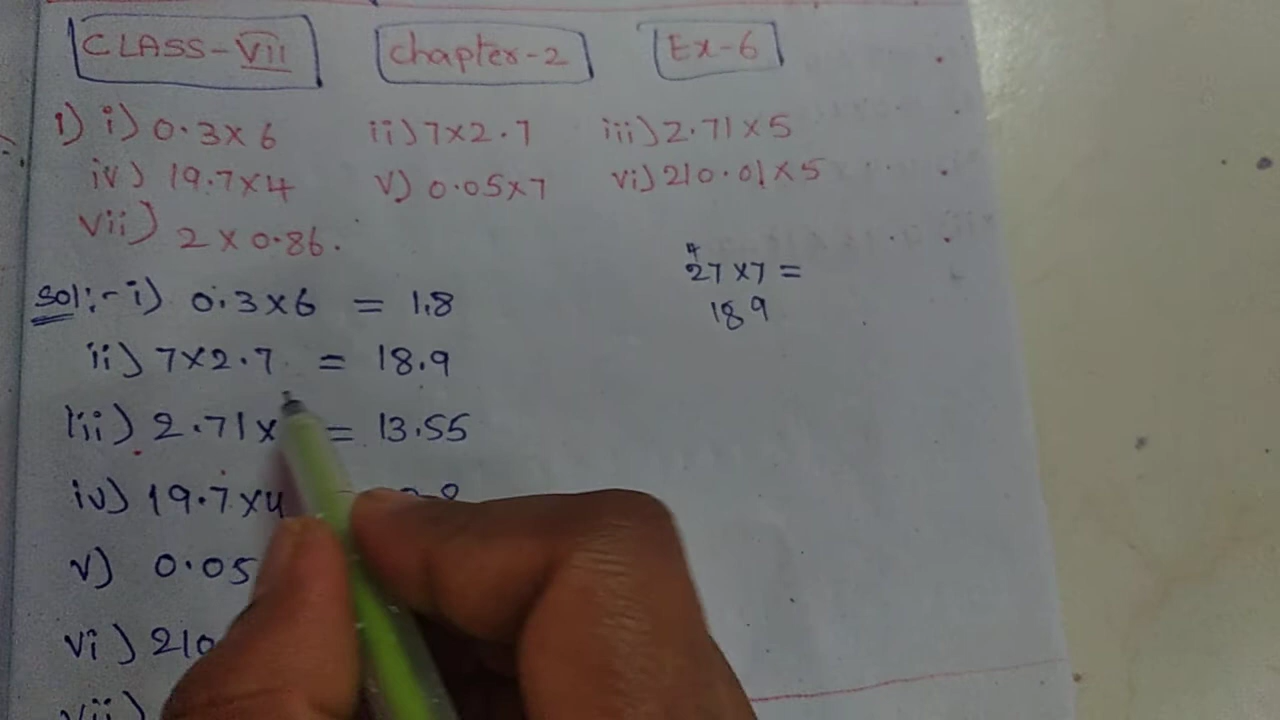 CLASS-VII Chapter-2 Ex-6
1) i) 0.3x6 ii) 7x2.7 iii) 2.71x5
iv) 19.7x4 v) 0.05x7 vi) 210.01x5
vii) 2x0.86.
4
27x7 =
189
Sol:- i) 0.3x6 = 1.8
ii) 7x2.7 = 18.9
iii) 2.71x = 13.55
iv) 19.7x4 8
v) 0.05
vi) 210
vii)